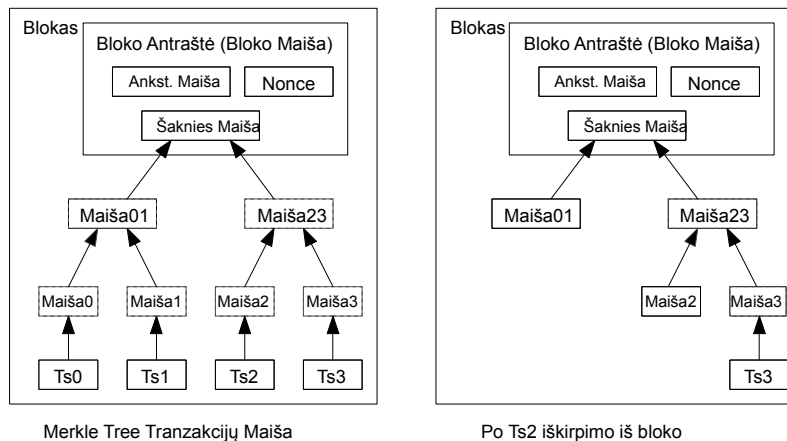 Blokas
Bloko Antraštė (Bloko Maiša)
Ankst. Maiša
Nonce
Šaknies Maiša
Maiša01
Maiša23
Maiša0
Maiša1
Maiša2
Maiša3
Ts0
Ts1
Ts2
Ts3
Merkle Tree Tranzakcijų Maiša
Blokas
Bloko Antraštė (Bloko Maiša)
Ankst. Maiša
Nonce
Šaknies Maiša
Maiša01
Maiša23
Maiša2
Maiša3
Ts3
Po Ts2 iškirpimo iš bloko